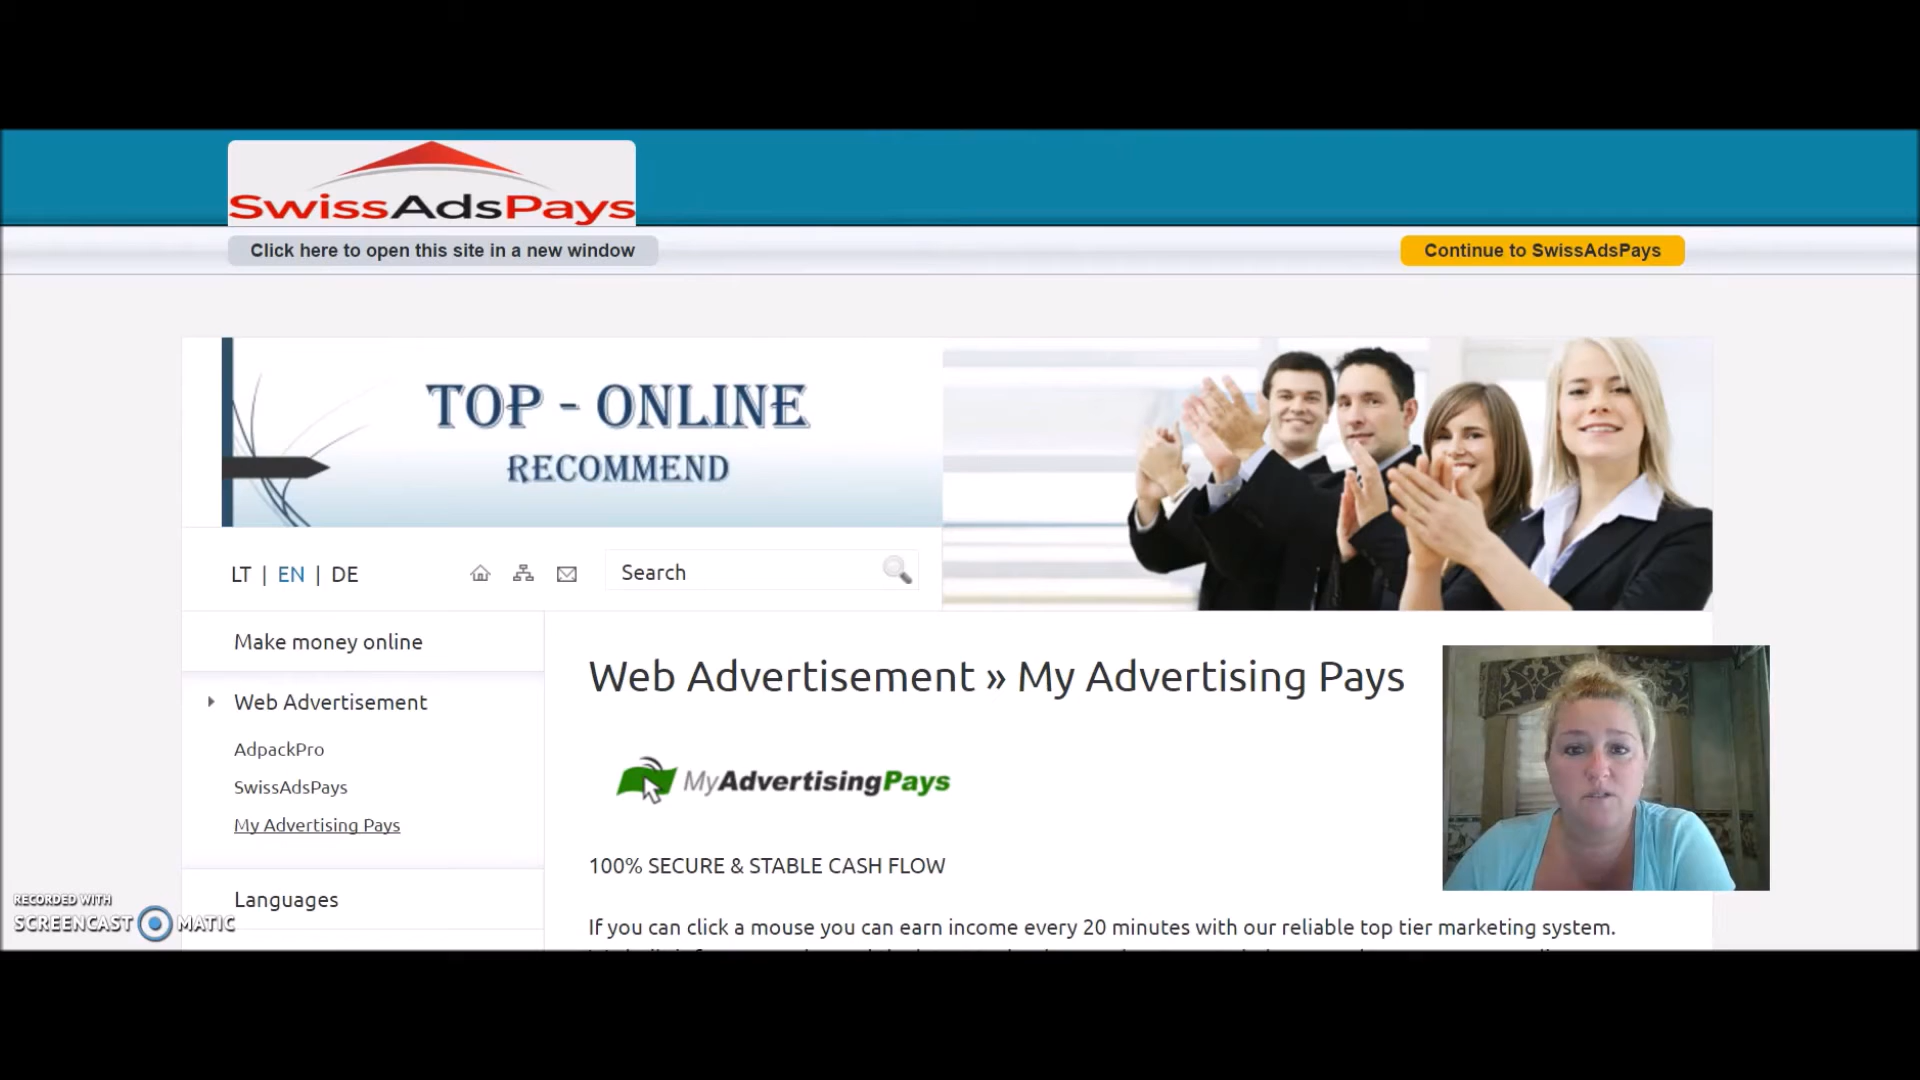 SwissAdsPays
Click here to open this site in a new window
Continue to SwissAdsPays
TOP - ONLINE
RECOMMEND
LT | EN | DE
Search
Make money online
Web Advertisement
AdpackPro
SwissAdsPays
My Advertising Pays
Languages
Web Advertisement » My Advertising Pays
MyAdvertisingPays
100% SECURE & STABLE CASH FLOW
If you can click a mouse you can earn income every 20 minutes with our reliable top tier marketing system.
RECORDED WITH
SCREENCAST MATIC